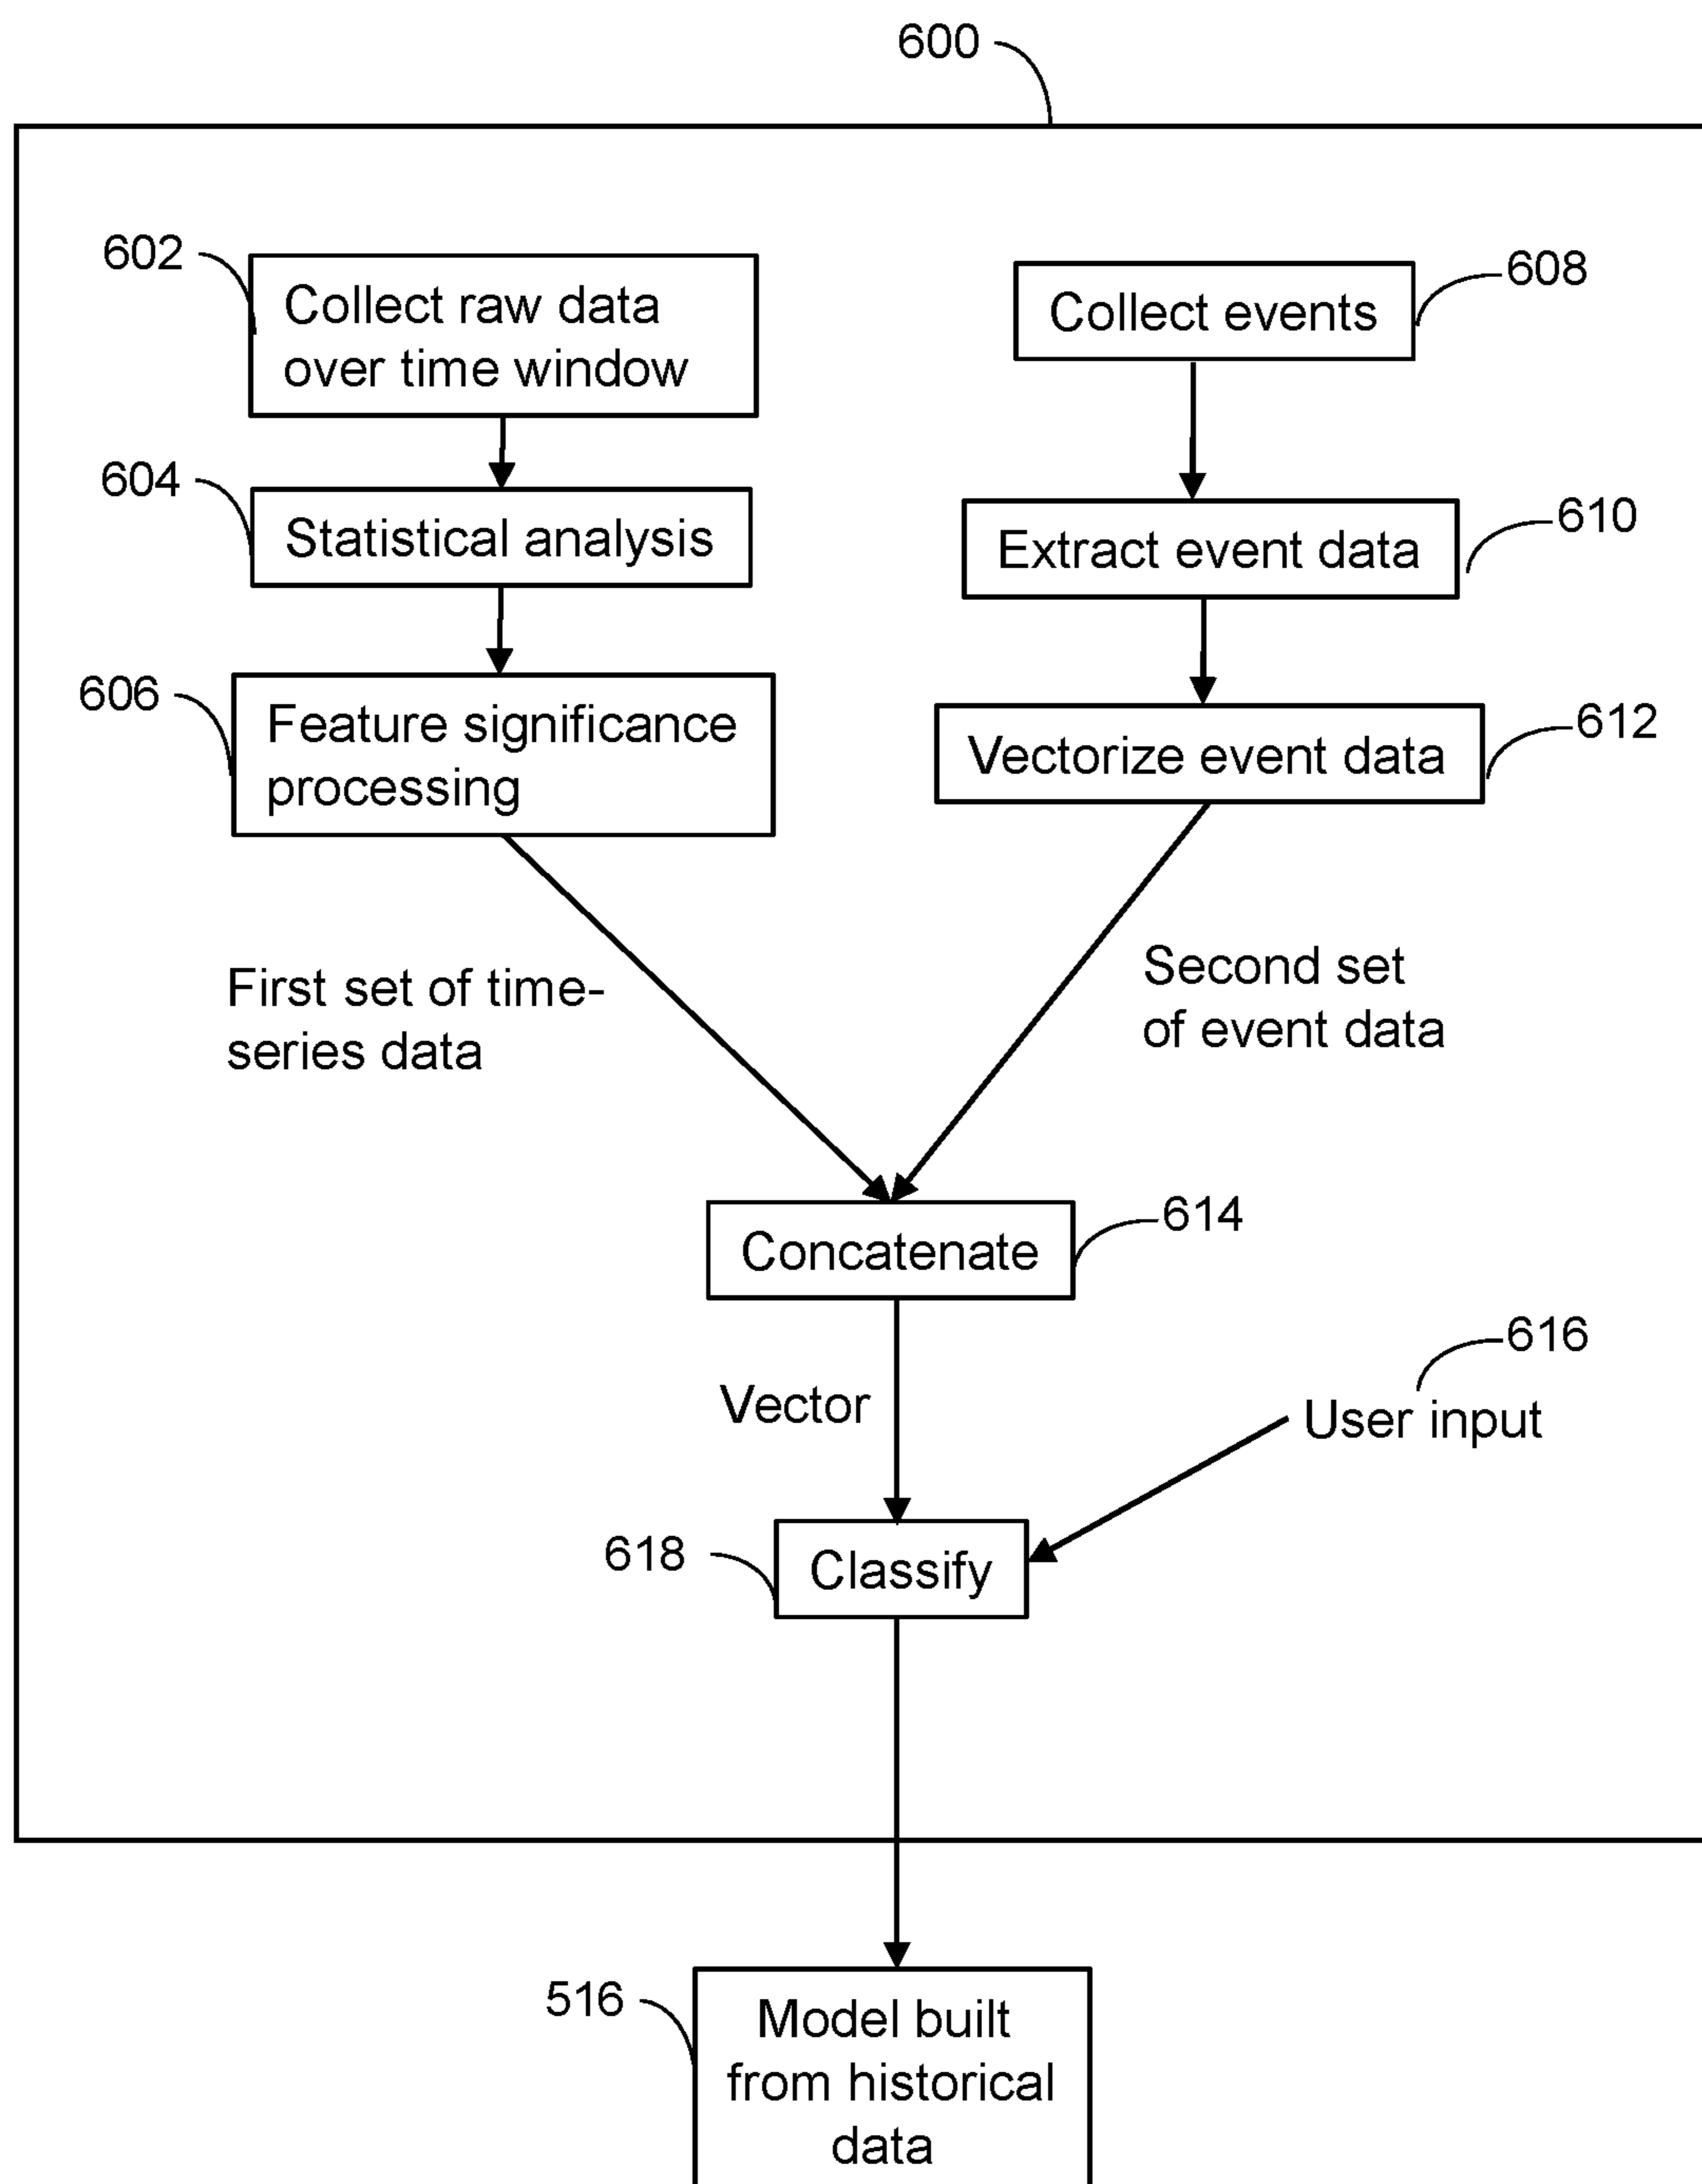 600
602
Collect raw data
over time window
608
Collect events
604
Statistical analysis
610
Extract event data
606
Feature significance
processing
612
Vectorize event data
First set of time-
series data
Second set
of event data
614
Concatenate
616
Vector
User input
618
Classify
516
Model built
from historical
data